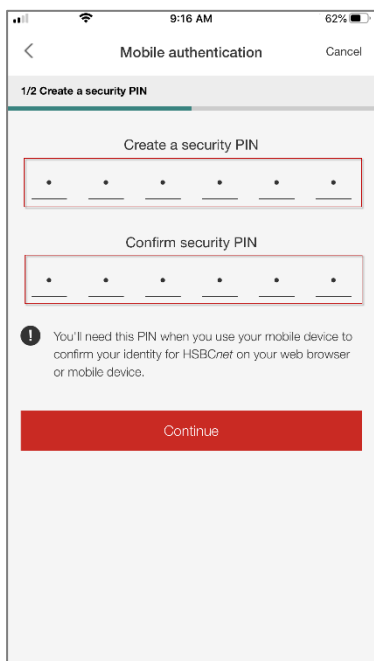 9:16 AM
62%
Mobile authentication
Cancel
1/2 Create a security PIN
Create a security PIN
Confirm security PIN
You'll need this PIN when you use your mobile device to
confirm your identity for HSBCnet on your web browser
or mobile device.
Continue